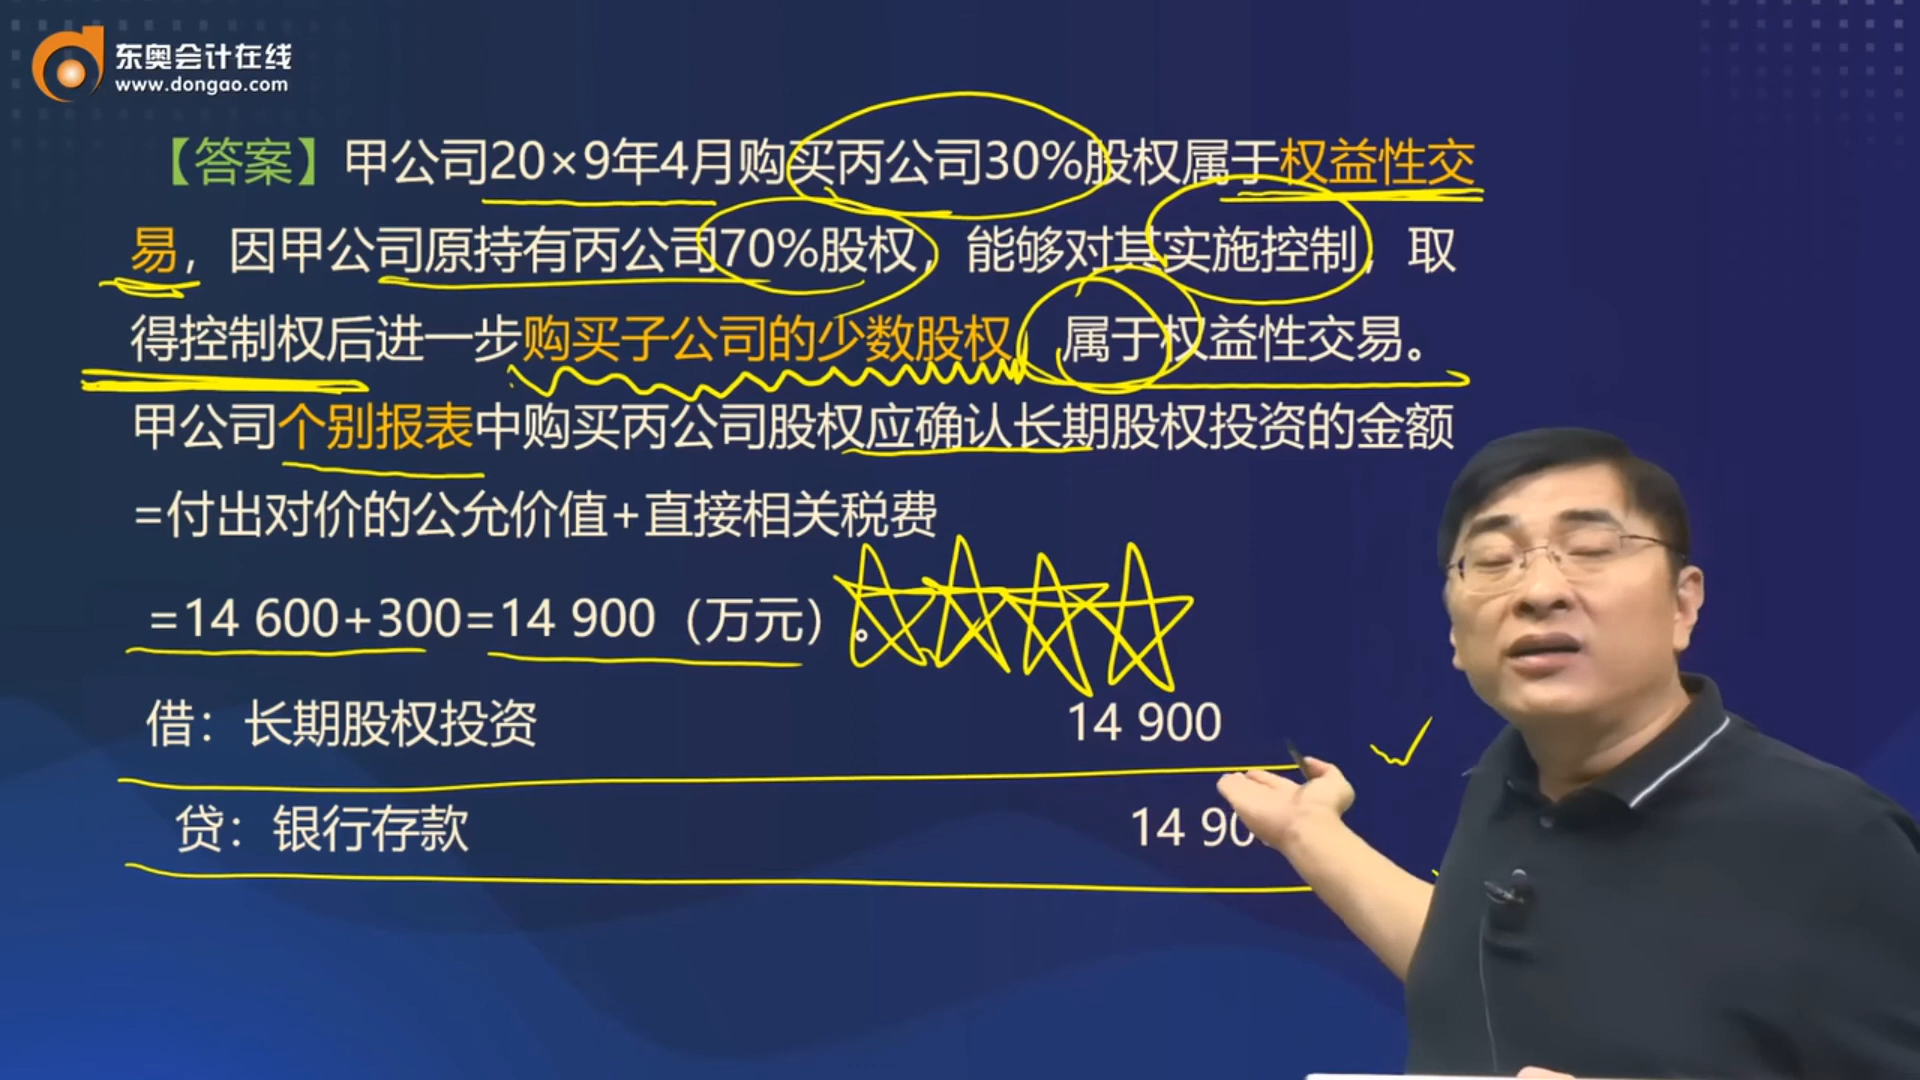 东奥会计在线
www.dongao.com
【答案】甲公司20×9年4月购买丙公司30%股权属于权益性交
易，因甲公司原持有丙公司70%股权，能够对其实施控制，取
得控制权后进一步购买子公司的少数股权，属于权益性交易。
甲公司个别报表中购买丙公司股权应确认长期股权投资的金额
=付出对价的公允价值+直接相关税费
=14 600+300=14 900（万元）。
借：长期股权投资 14 900
贷：银行存款 14 90